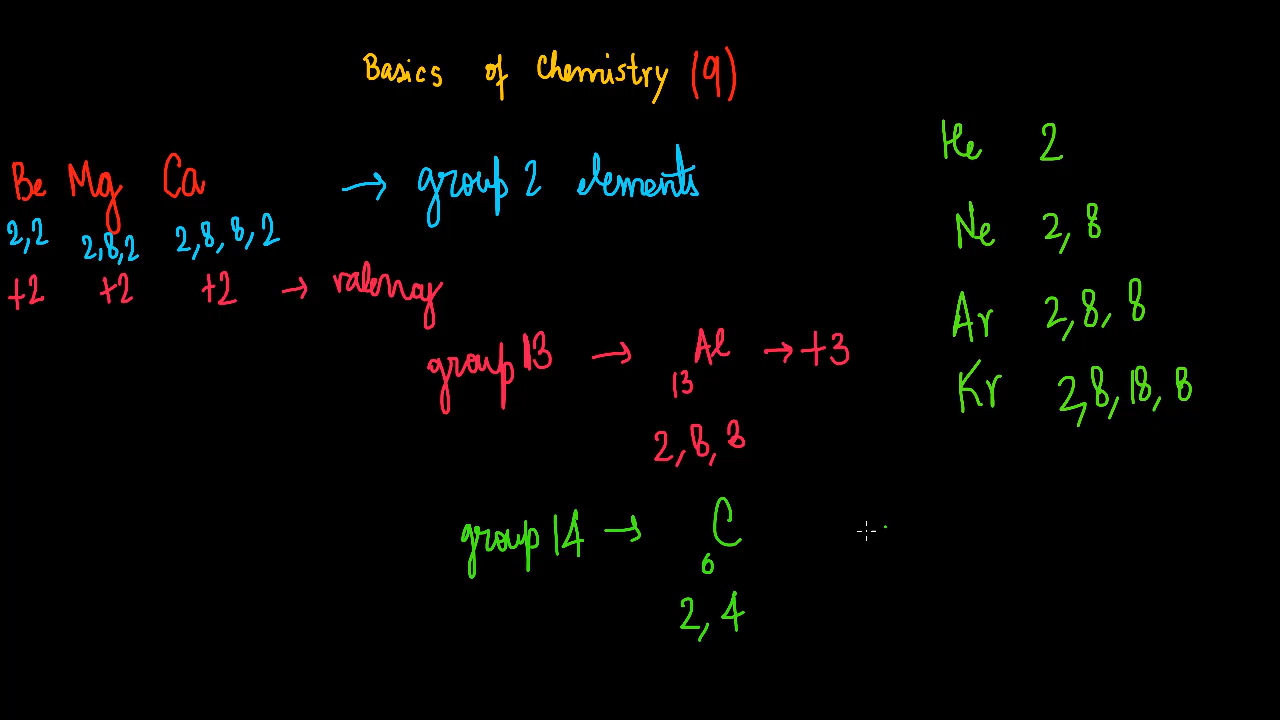 Basics of Chemistry (9)
Be Mg Ca → group 2 elements
2,2 2,8,2 2,8,8,2
+2 +2 +2 → valency
group 13 → Al → +3
13
2,8,3
group 14 → C
6
2,4
He 2
Ne 2,8
Ar 2,8,8
Kr 2,8,18,8